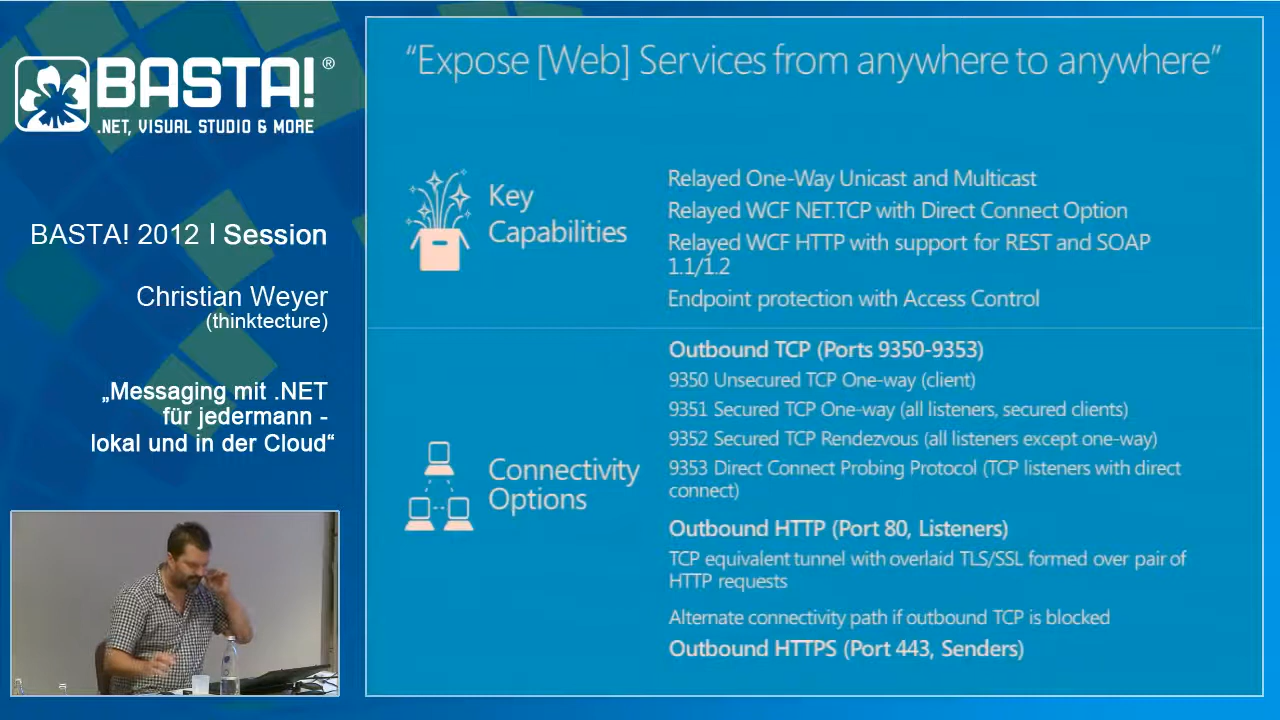 BASTA!®
.NET, VISUAL STUDIO & MORE
BASTA! 2012 | Session
Christian Weyer
(thinktecture)
„Messaging mit .NET
für jedermann -
lokal und in der Cloud“
“Expose [Web] Services from anywhere to anywhere”
Key
Capabilities
Relayed One-Way Unicast and Multicast
Relayed WCF NET.TCP with Direct Connect Option
Relayed WCF HTTP with support for REST and SOAP
1.1/1.2
Endpoint protection with Access Control
Connectivity
Options
Outbound TCP (Ports 9350-9353)
9350 Unsecured TCP One-way (client)
9351 Secured TCP One-way (all listeners, secured clients)
9352 Secured TCP Rendezvous (all listeners except one-way)
9353 Direct Connect Probing Protocol (TCP listeners with direct
connect)
Outbound HTTP (Port 80, Listeners)
TCP equivalent tunnel with overlaid TLS/SSL formed over pair of
HTTP requests
Alternate connectivity path if outbound TCP is blocked
Outbound HTTPS (Port 443, Senders)